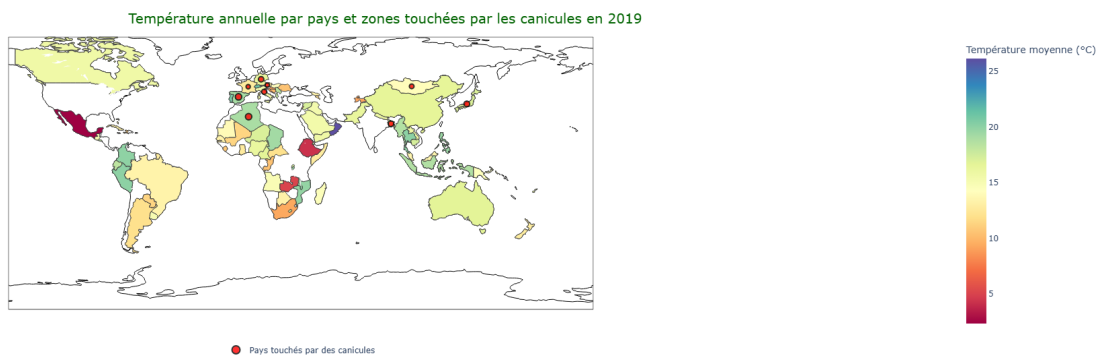 Température annuelle par pays et zones touchées par les canicules en 2019
Température moyenne (°C)
25
20
15
10
5
Pays touchés par des canicules